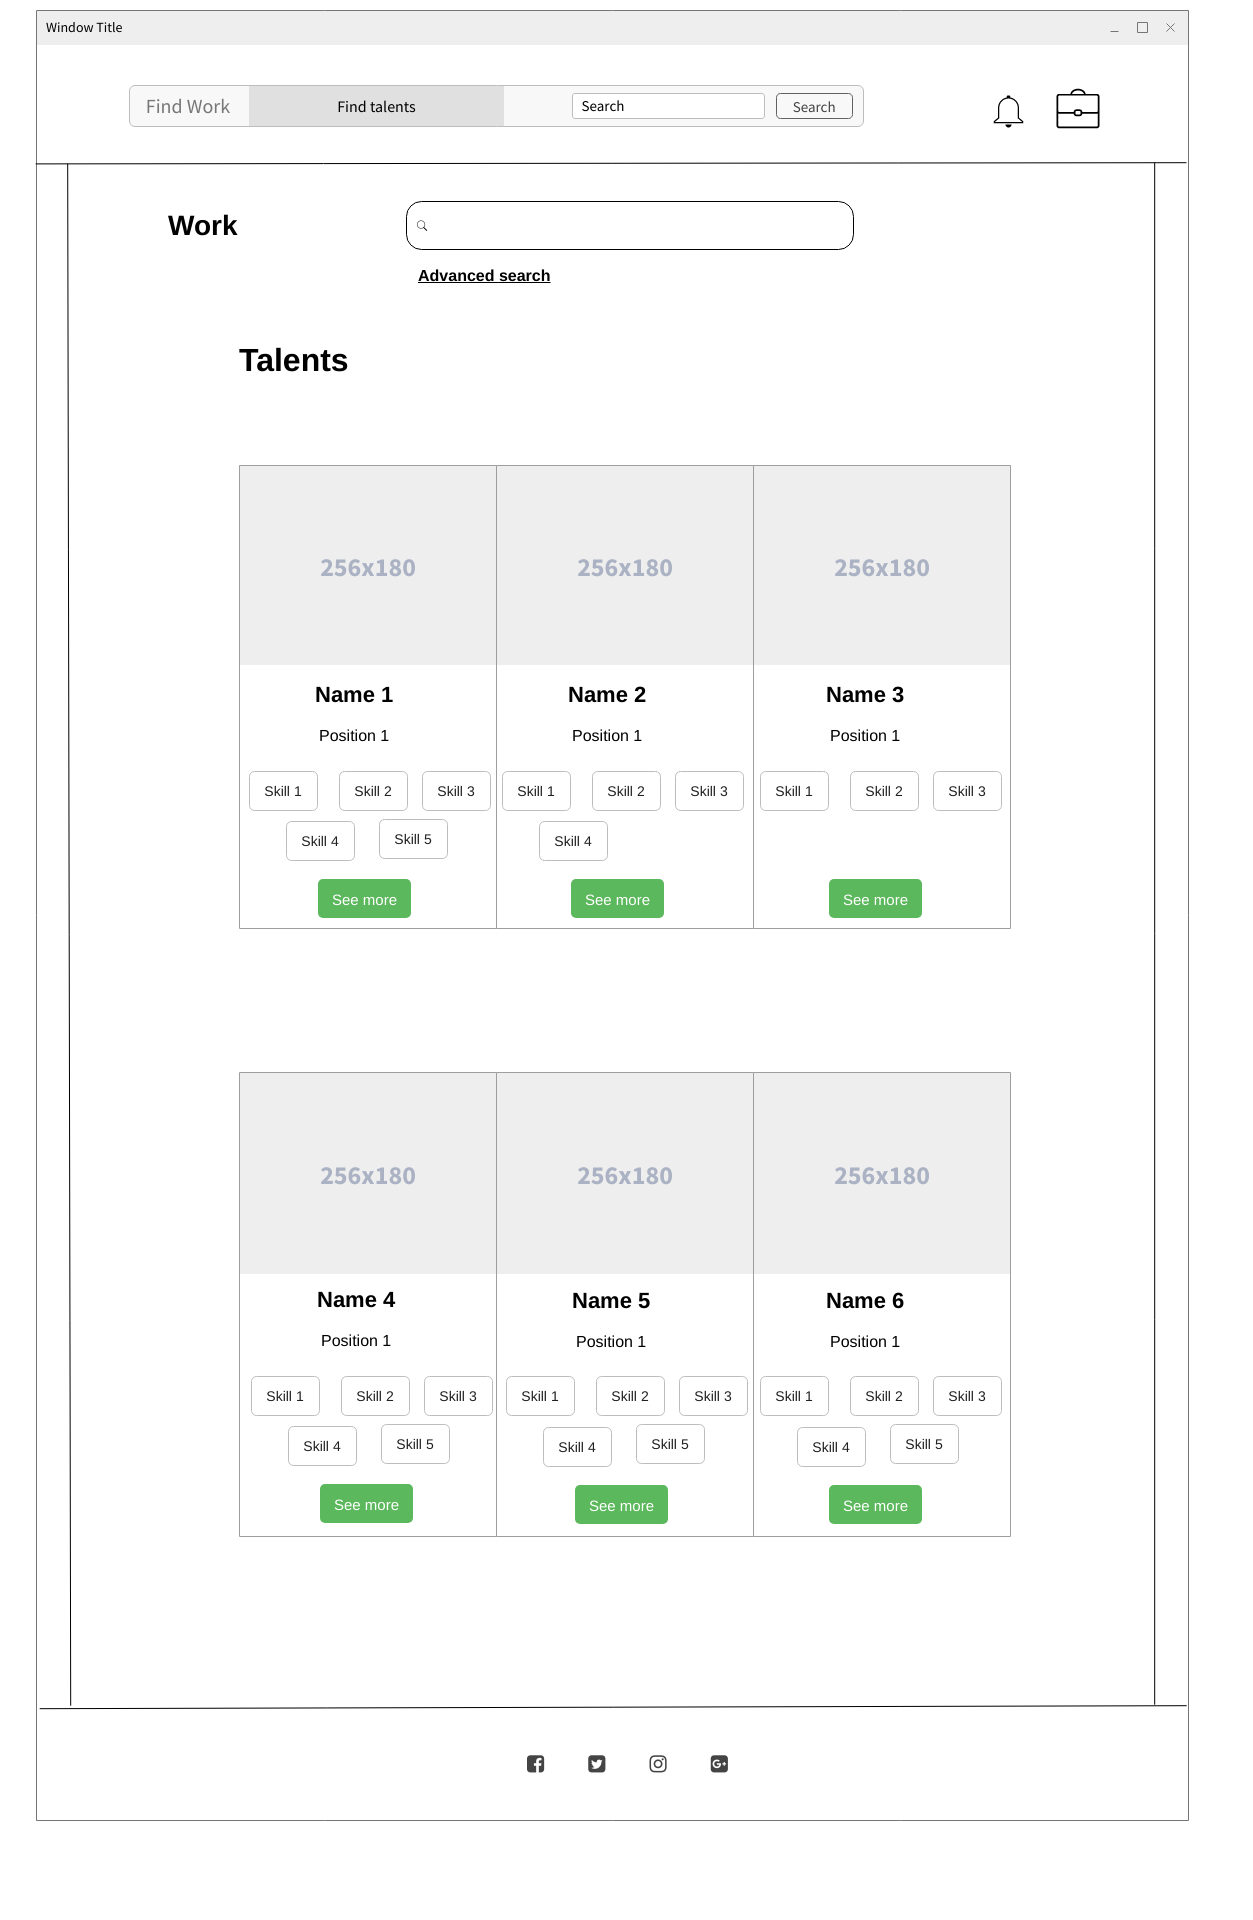 Window Title
Find Work
Find talents
Search
Search
Work
Advanced search
Talents
256x180 256x180 256x180
Name 1 Name 2 Name 3
Position 1 Position 1 Position 1
Skill 1 Skill 2 Skill 3 Skill 1 Skill 2 Skill 3 Skill 1 Skill 2 Skill 3
Skill 4 Skill 5 Skill 4
See more See more See more
256x180 256x180 256x180
Name 4 Name 5 Name 6
Position 1 Position 1 Position 1
Skill 1 Skill 2 Skill 3 Skill 1 Skill 2 Skill 3 Skill 1 Skill 2 Skill 3
Skill 4 Skill 5 Skill 4 Skill 5 Skill 4 Skill 5
See more See more See more